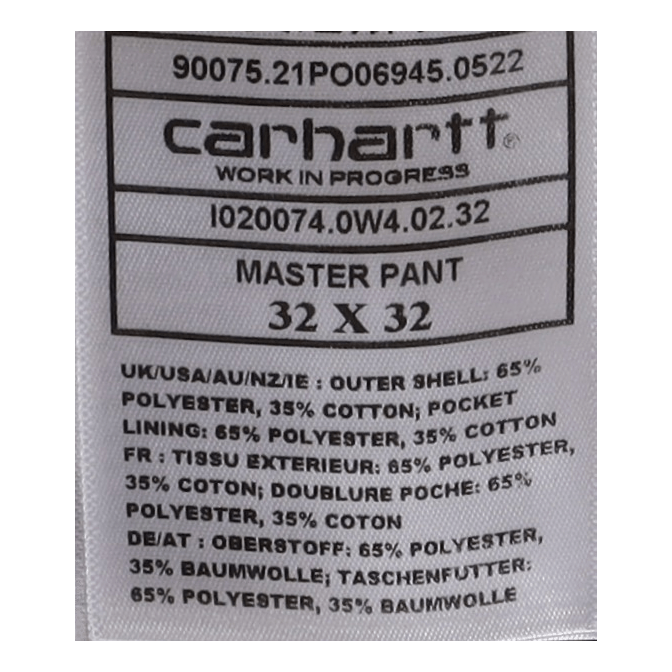 90075.21PO06945.0522
carhartt®
WORK IN PROGRESS
I020074.0W4.02.32
MASTER PANT
32 X 32
UK/USA/AU/NZ/IE : OUTER SHELL: 65%
POLYESTER, 35% COTTON; POCKET
LINING: 65% POLYESTER, 35% COTTON
FR : TISSU EXTERIEUR: 65% POLYESTER,
35% COTON; DOUBLURE POCHE: 65%
POLYESTER, 35% COTON
DE/AT : OBERSTOFF: 65% POLYESTER,
35% BAUMWOLLE; TASCHENFUTTER:
65% POLYESTER, 35% BAUMWOLLE